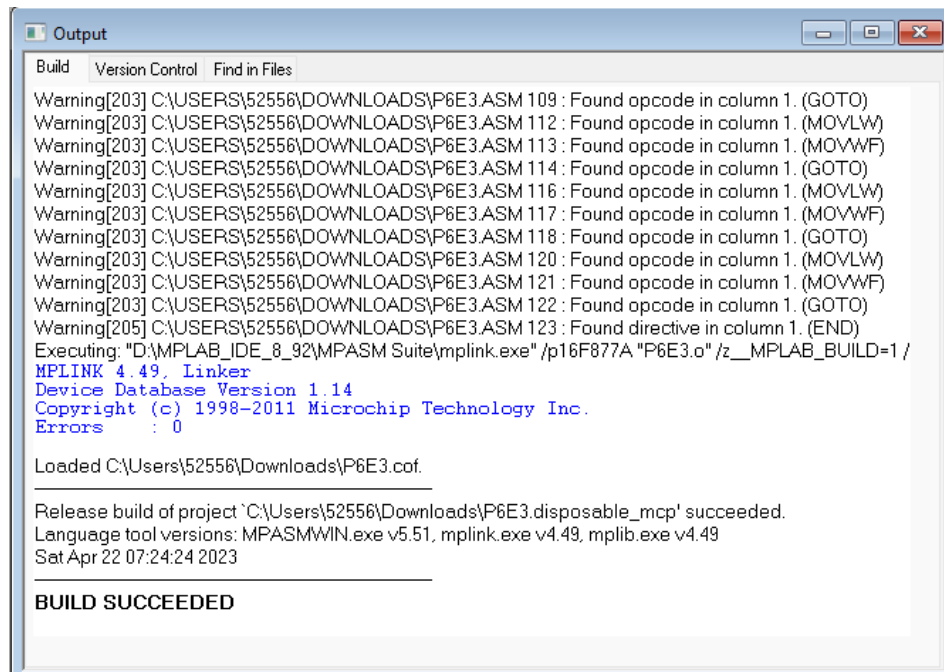 Output
Build Version Control Find in Files
Warning[203] C:\USERS\52556\DOWNLOADS\P6E3.ASM 109 : Found opcode in column 1. (GOTO)
Warning[203] C:\USERS\52556\DOWNLOADS\P6E3.ASM 112 : Found opcode in column 1. (MOVLW)
Warning[203] C:\USERS\52556\DOWNLOADS\P6E3.ASM 113 : Found opcode in column 1. (MOVWF)
Warning[203] C:\USERS\52556\DOWNLOADS\P6E3.ASM 114 : Found opcode in column 1. (GOTO)
Warning[203] C:\USERS\52556\DOWNLOADS\P6E3.ASM 116 : Found opcode in column 1. (MOVLW)
Warning[203] C:\USERS\52556\DOWNLOADS\P6E3.ASM 117 : Found opcode in column 1. (MOVWF)
Warning[203] C:\USERS\52556\DOWNLOADS\P6E3.ASM 118 : Found opcode in column 1. (GOTO)
Warning[203] C:\USERS\52556\DOWNLOADS\P6E3.ASM 120 : Found opcode in column 1. (MOVLW)
Warning[203] C:\USERS\52556\DOWNLOADS\P6E3.ASM 121 : Found opcode in column 1. (MOVWF)
Warning[203] C:\USERS\52556\DOWNLOADS\P6E3.ASM 122 : Found opcode in column 1. (GOTO)
Warning[205] C:\USERS\52556\DOWNLOADS\P6E3.ASM 123 : Found directive in column 1. (END)
Executing: "D:\MPLAB_IDE_8_92\MPASM Suite\mplink.exe" /p16F877A "P6E3.o" /z__MPLAB_BUILD=1 /
MPLINK 4.49, Linker
Device Database Version 1.14
Copyright (c) 1998-2011 Microchip Technology Inc.
Errors : 0
Loaded C:\Users\52556\Downloads\P6E3.cof.
Release build of project `C:\Users\52556\Downloads\P6E3.disposable_mcp' succeeded.
Language tool versions: MPASMWIN.exe v5.51, mplink.exe v4.49, mplib.exe v4.49
Sat Apr 22 07:24:24 2023
BUILD SUCCEEDED